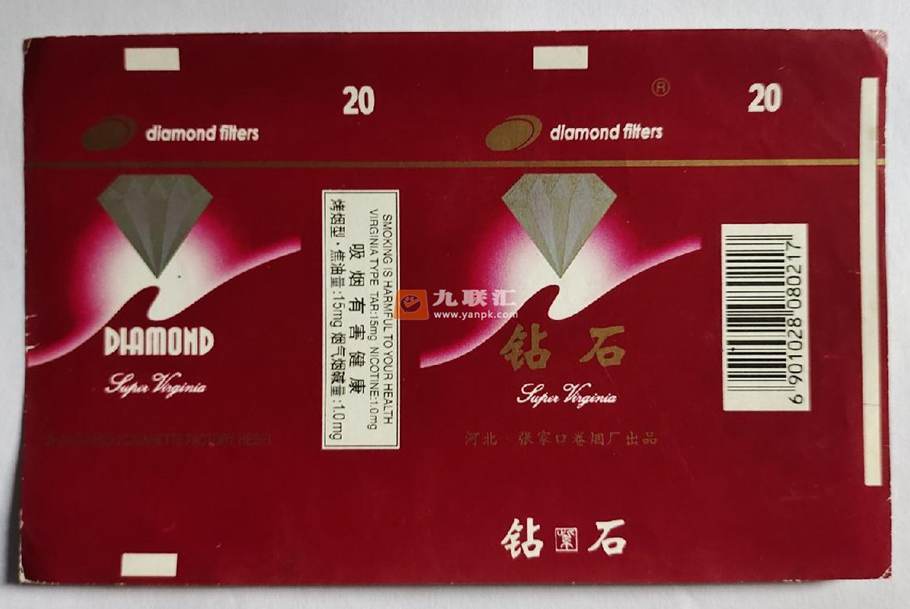 20
diamond filters
DIAMOND
Super Virginia
CIGARETTE FACTORY HEBEI
SMOKING IS HARMFUL TO YOUR HEALTH
VIRGINIA TYPE TAR:15mg NICOTINE:1.0mg
吸烟有害健康
烤烟型·焦油量:15mg 烟气烟碱量:1.0mg
九联汇
www.yanpk.com
®
20
diamond filters
钻石
Super Virginia
河北·张家口卷烟厂出品
钻 石
6 901028 080217